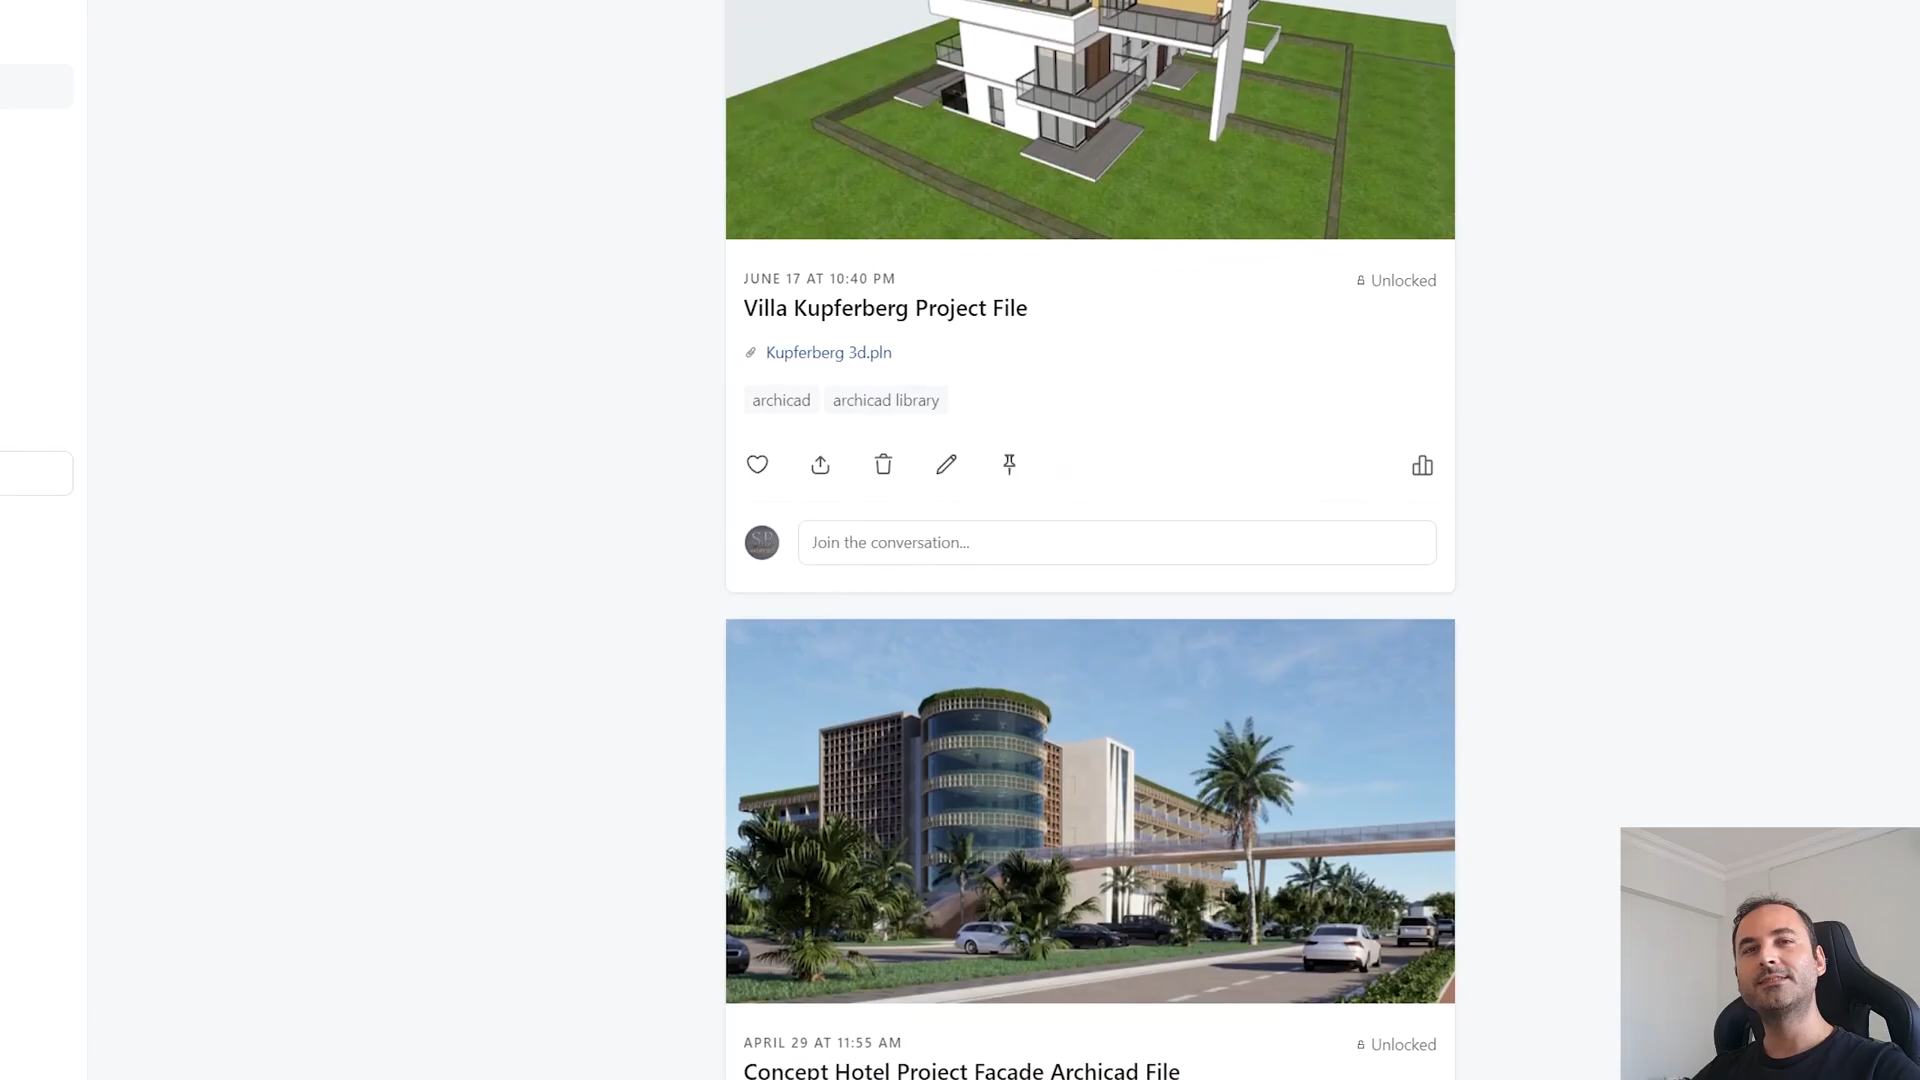 JUNE 17 AT 10:40 PM
Unlocked
Villa Kupferberg Project File
Kupferberg 3d.pln
archicad
archicad library
Join the conversation...
APRIL 29 AT 11:55 AM
Unlocked
Concept Hotel Project Facade Archicad File